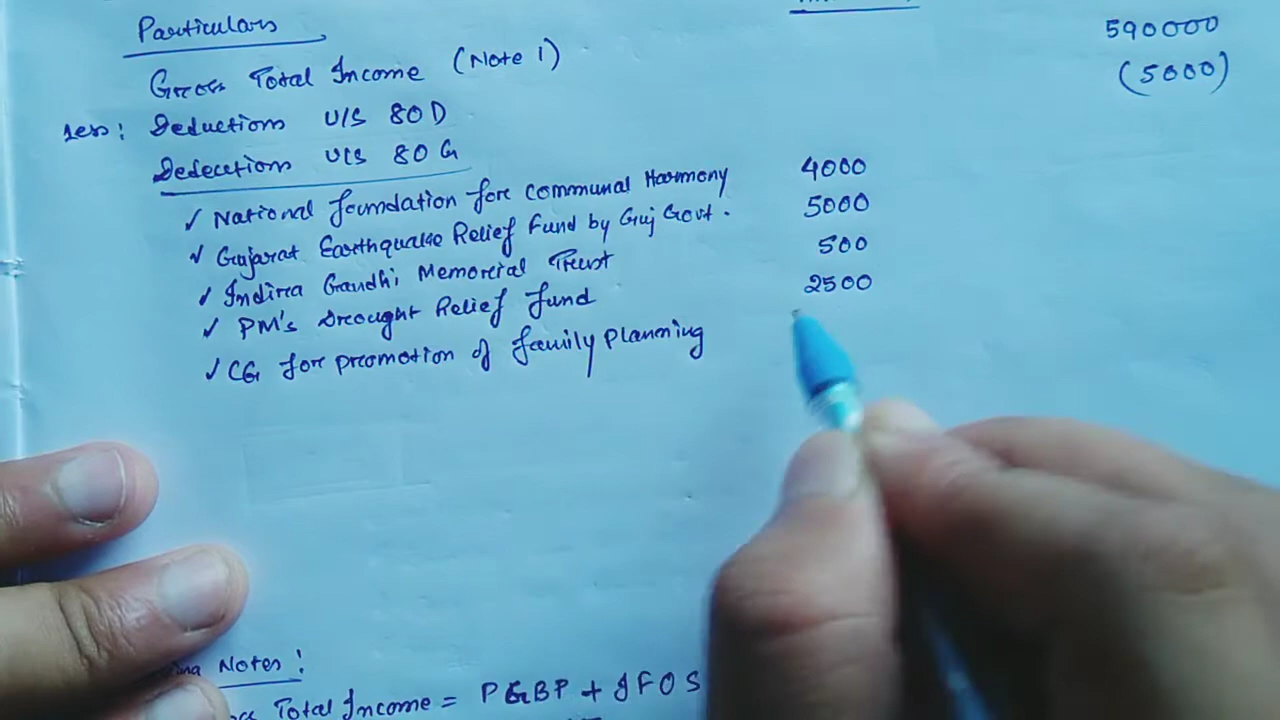 Particulars
Gross Total Income (Note 1) 590000
Less: Deductions U/S 80D (5000)
Deductions U/S 80G
✓ National foundation for communal Harmony 4000
✓ Gujarat Earthquake Relief Fund by Guj Govt. 5000
✓ Indira Gandhi Memorial Trust 500
✓ PM's Drought Relief fund 2500
✓ CG for promotion of family Planning
Notes:
Total Income = PGBP + IFOS